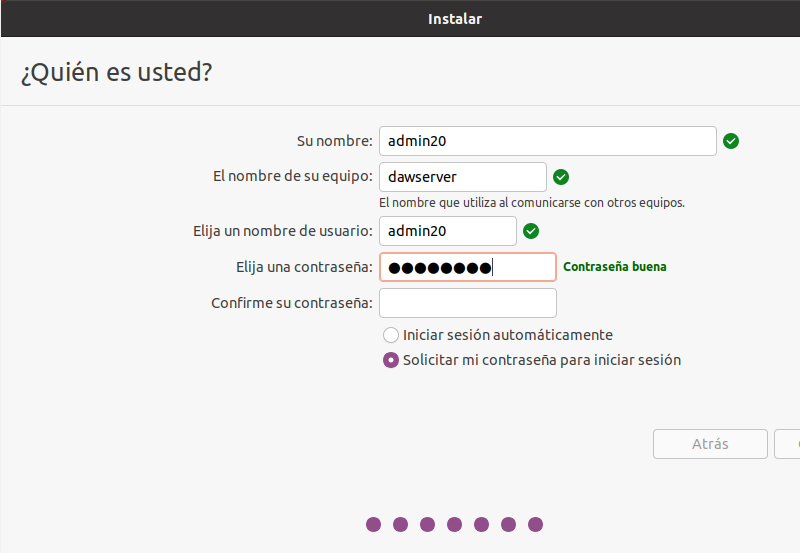 Instalar
¿Quién es usted?
Su nombre: admin20
El nombre de su equipo: dawserver
El nombre que utiliza al comunicarse con otros equipos.
Elija un nombre de usuario: admin20
Elija una contraseña: ●●●●●●●● Contraseña buena
Confirme su contraseña:
Iniciar sesión automáticamente
Solicitar mi contraseña para iniciar sesión
Atrás